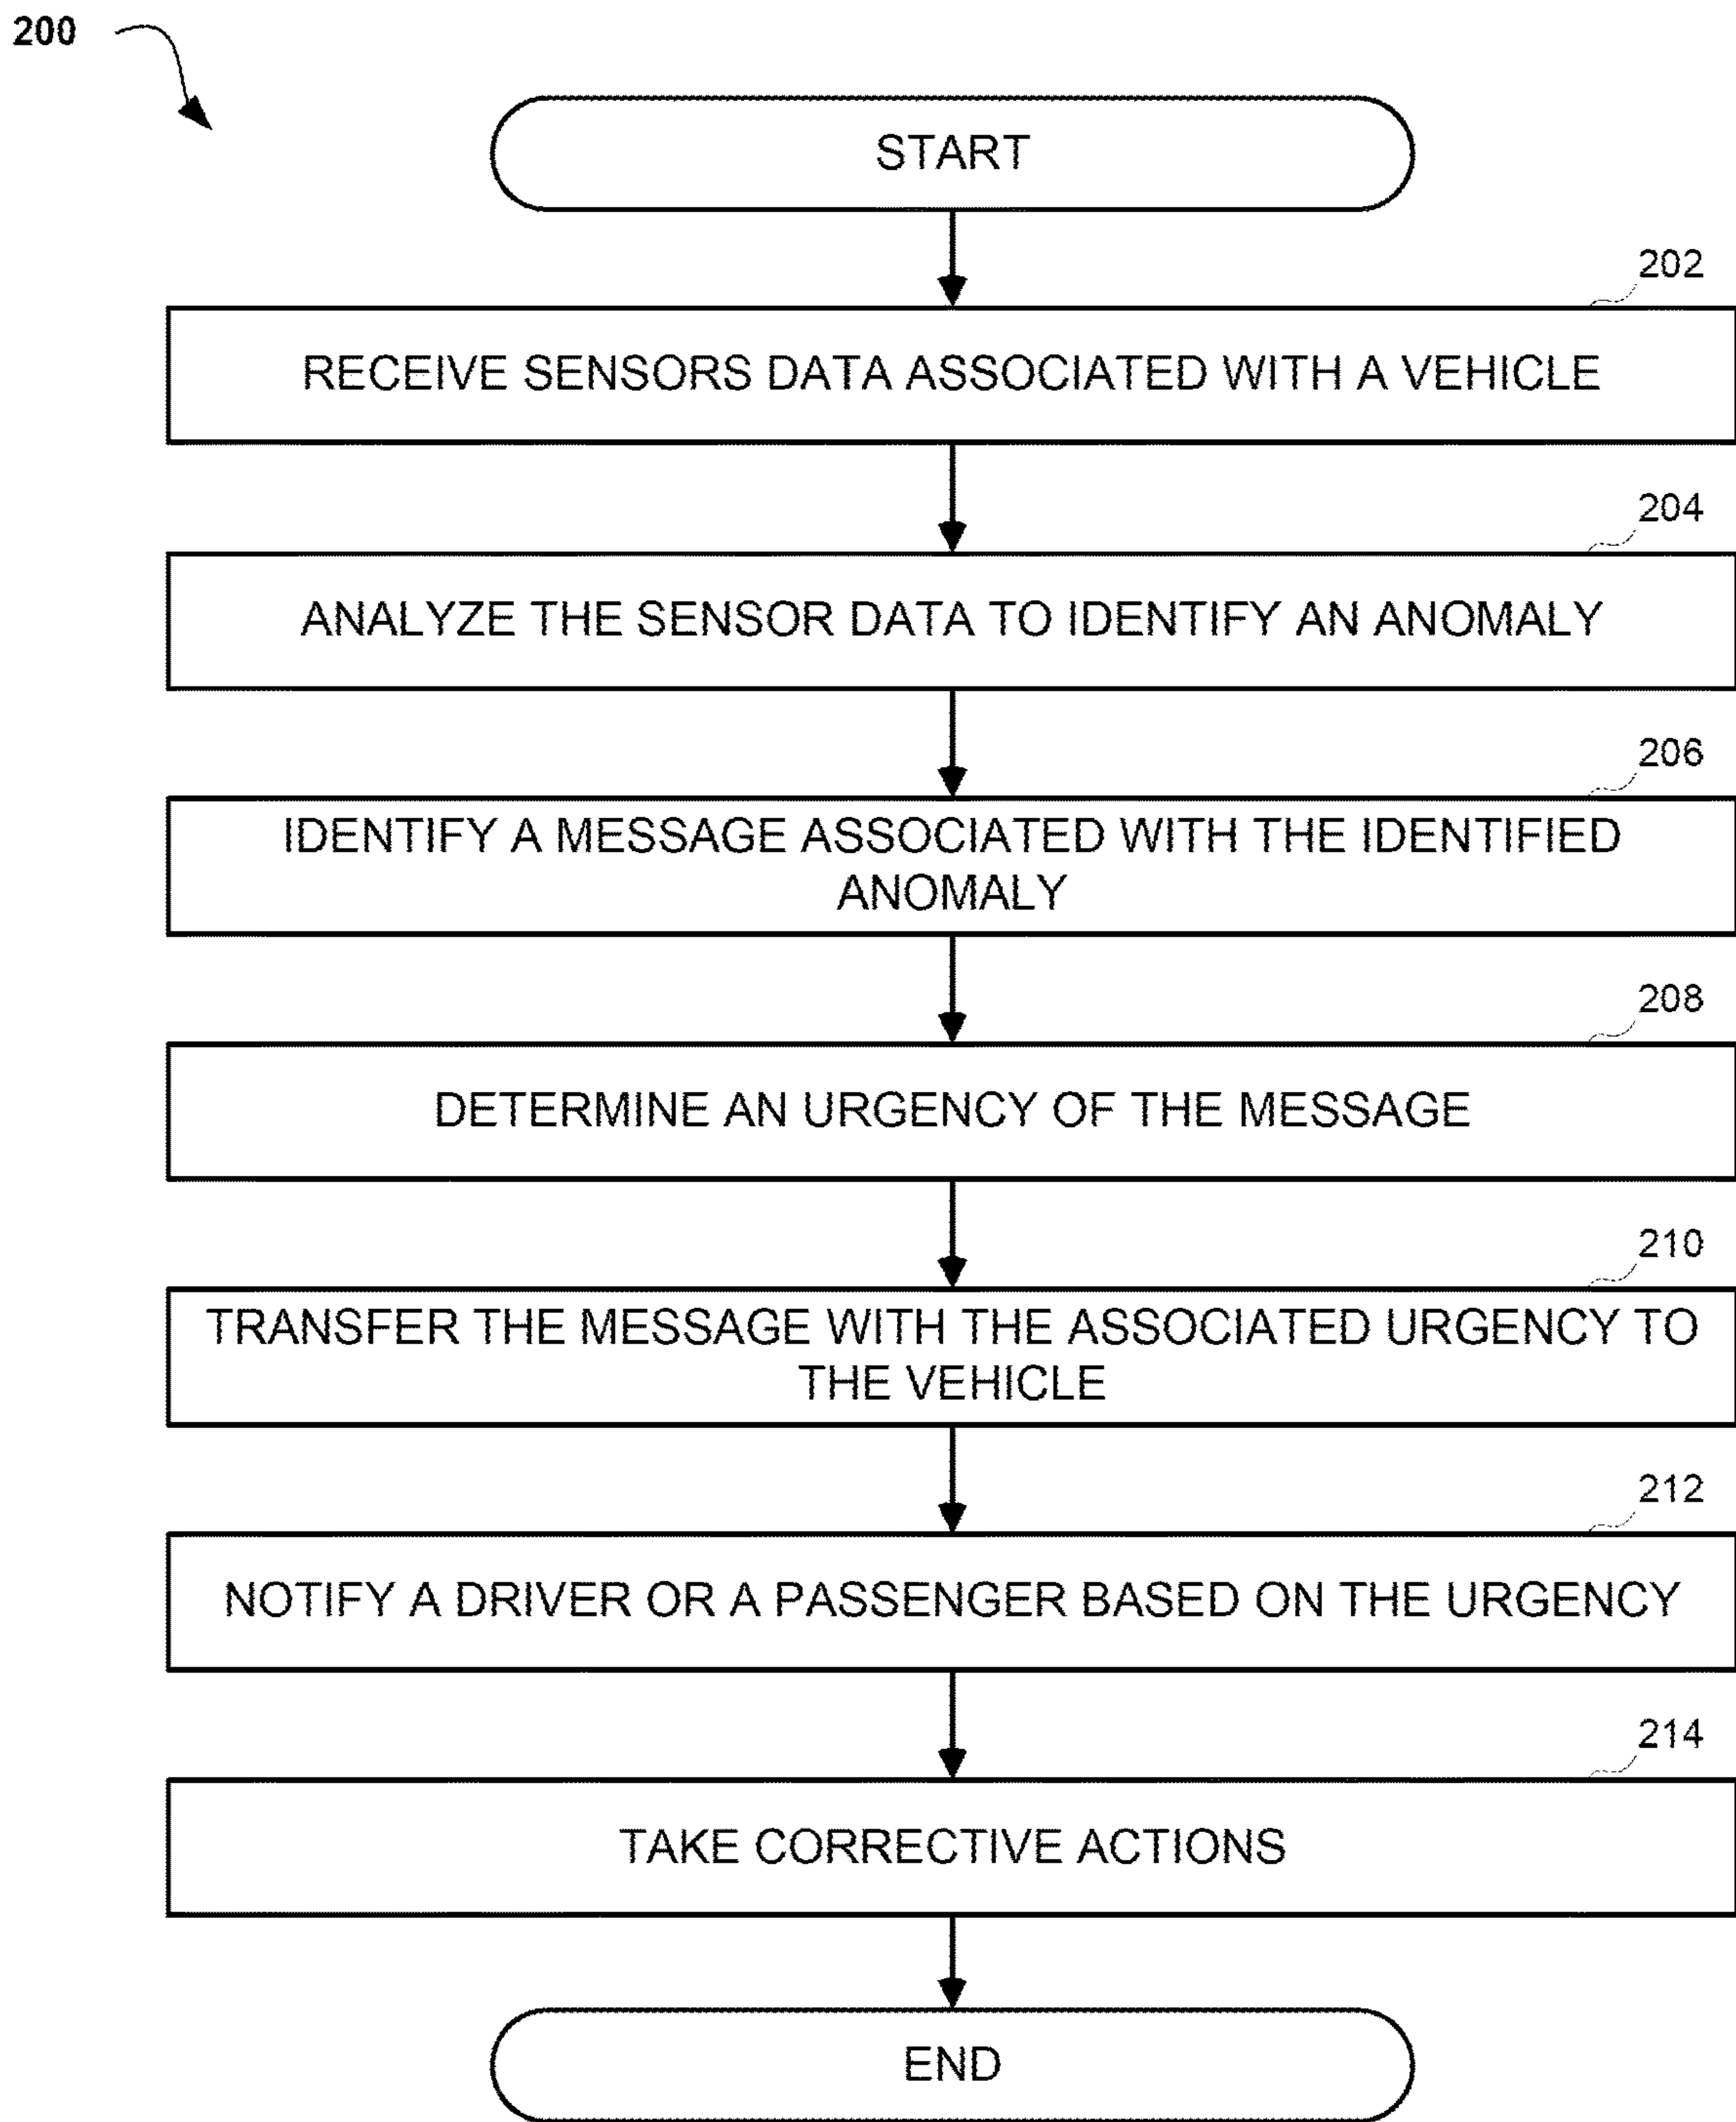 200
START
202
RECEIVE SENSORS DATA ASSOCIATED WITH A VEHICLE
204
ANALYZE THE SENSOR DATA TO IDENTIFY AN ANOMALY
206
IDENTIFY A MESSAGE ASSOCIATED WITH THE IDENTIFIED
ANOMALY
208
DETERMINE AN URGENCY OF THE MESSAGE
210
TRANSFER THE MESSAGE WITH THE ASSOCIATED URGENCY TO
THE VEHICLE
212
NOTIFY A DRIVER OR A PASSENGER BASED ON THE URGENCY
214
TAKE CORRECTIVE ACTIONS
END